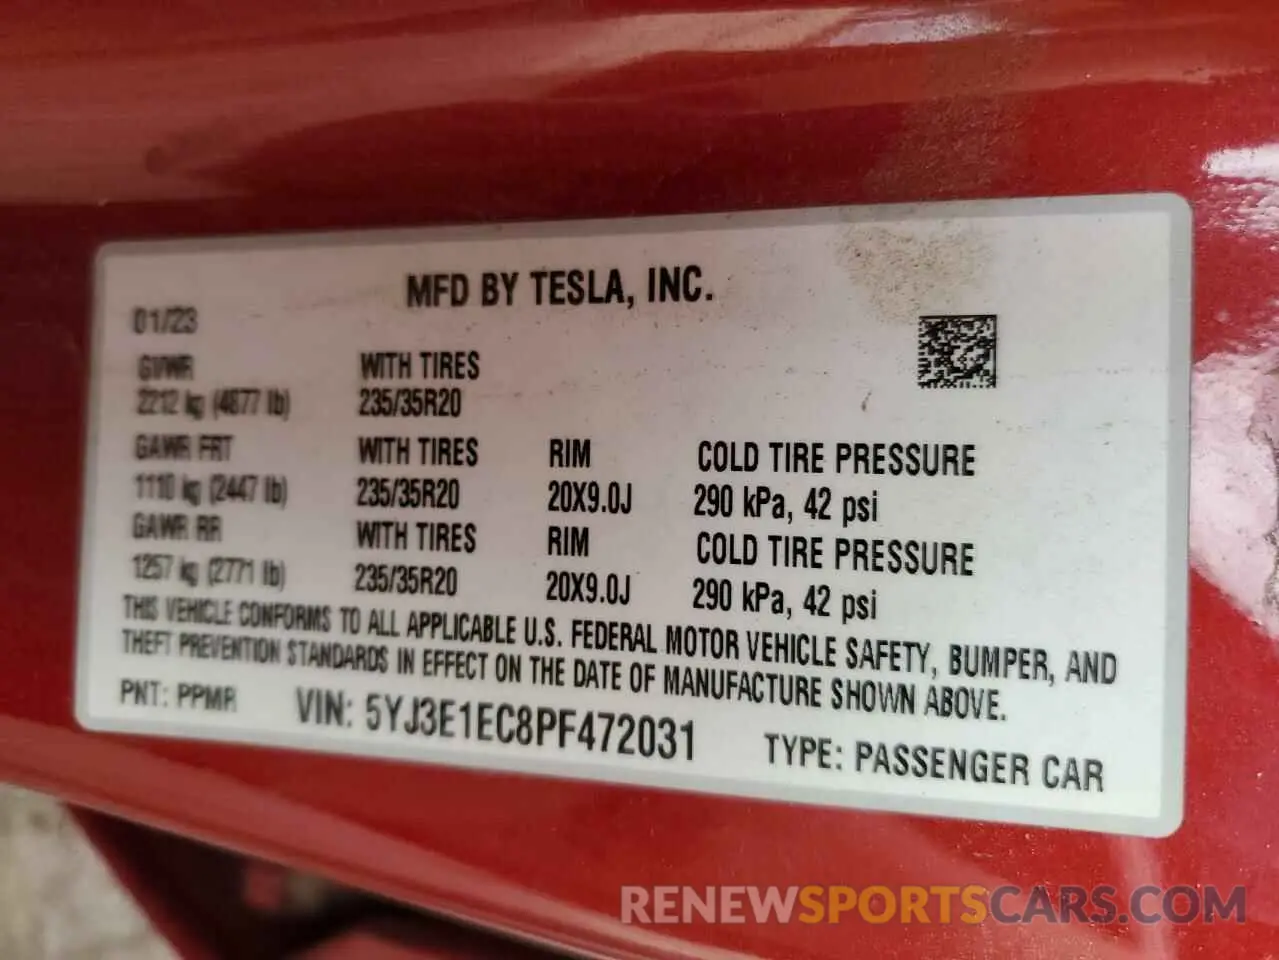 MFD BY TESLA, INC.
01/23
GVWR WITH TIRES
2212 kg (4877 lb) 235/35R20
GAWR FRT WITH TIRES RIM COLD TIRE PRESSURE
1110 kg (2447 lb) 235/35R20 20X9.0J 290 kPa, 42 psi
GAWR RR WITH TIRES RIM COLD TIRE PRESSURE
1257 kg (2771 lb) 235/35R20 20X9.0J 290 kPa, 42 psi
THIS VEHICLE CONFORMS TO ALL APPLICABLE U.S. FEDERAL MOTOR VEHICLE SAFETY, BUMPER, AND
THEFT PREVENTION STANDARDS IN EFFECT ON THE DATE OF MANUFACTURE SHOWN ABOVE.
PNT: PPMR VIN: 5YJ3E1EC8PF472031 TYPE: PASSENGER CAR
RENEWSPORTSCARS.COM